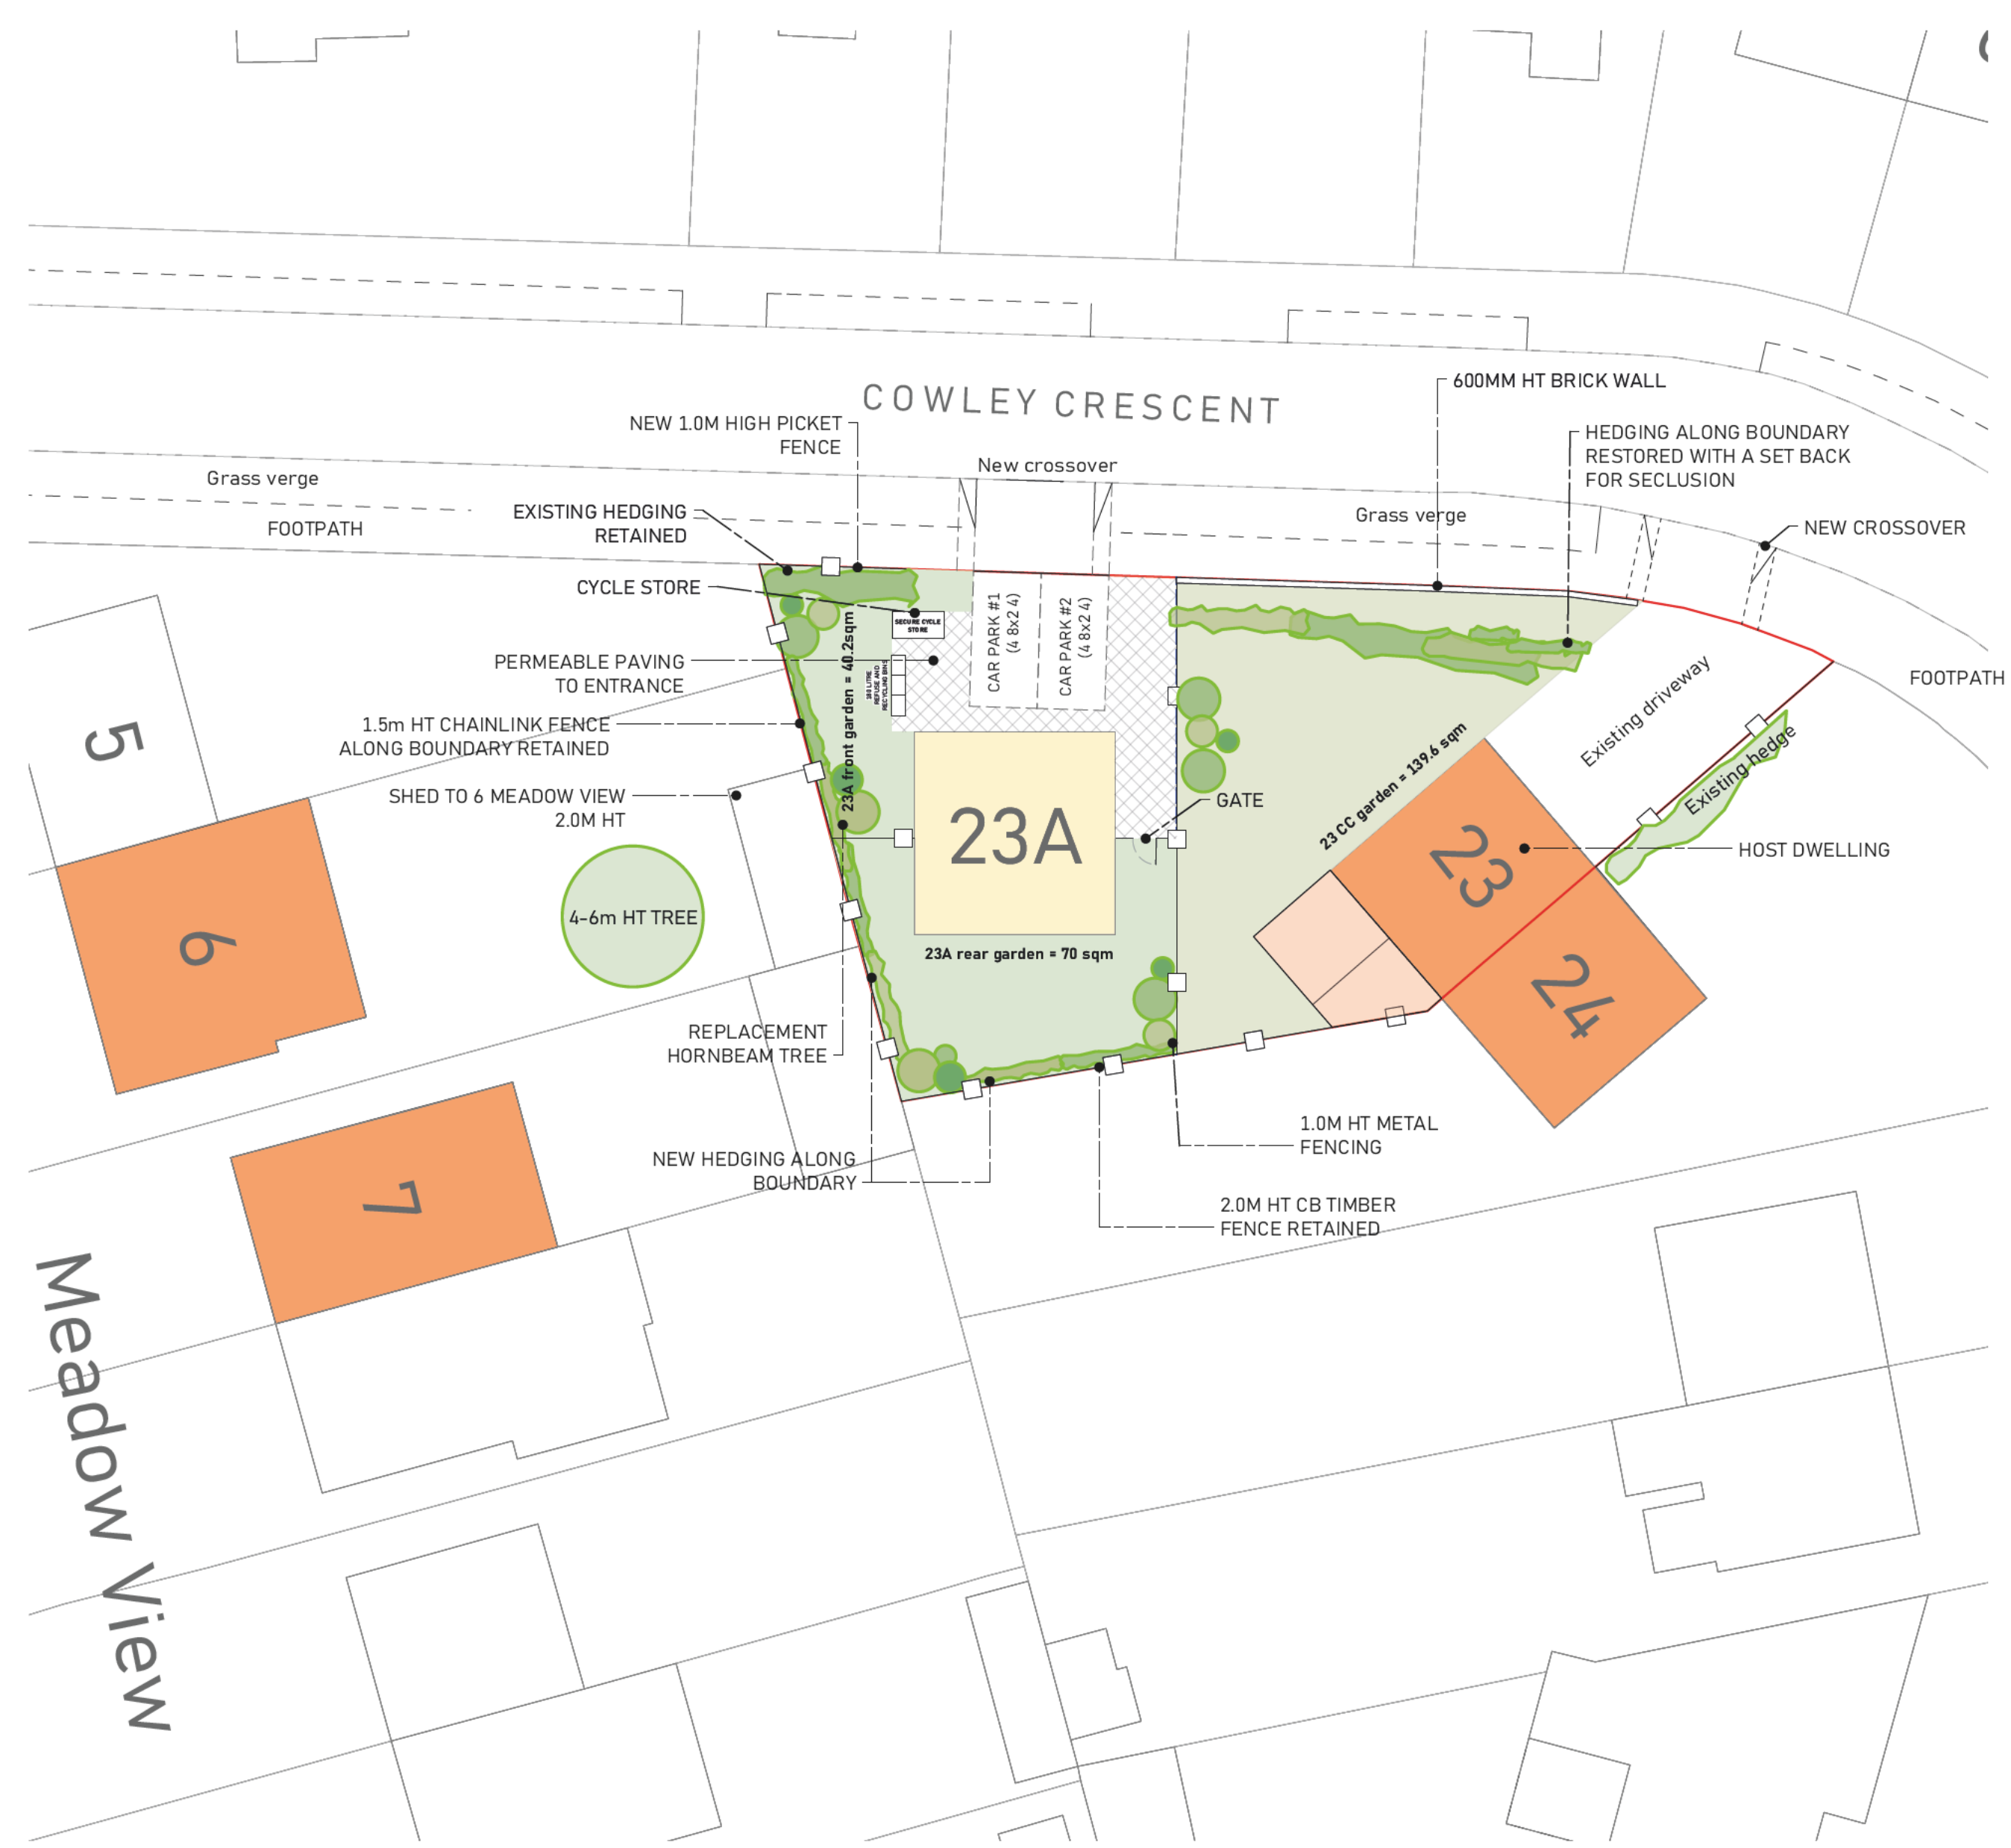 COWLEY CRESCENT
600MM HT BRICK WALL
NEW 1.0M HIGH PICKET
FENCE
HEDGING ALONG BOUNDARY
RESTORED WITH A SET BACK
FOR SECLUSION
New crossover
Grass verge
Grass verge
EXISTING HEDGING
RETAINED
FOOTPATH
NEW CROSSOVER
CYCLE STORE
SECURE CYCLE
STORE
CAR PARK #1
(4 8x2 4)
CAR PARK #2
(4 8x2 4)
PERMEABLE PAVING
TO ENTRANCE
180 LITRE
REFUSE AND
RECYCLING BINS
23A front garden = 40.2sqm
FOOTPATH
Existing driveway
1.5m HT CHAINLINK FENCE
ALONG BOUNDARY RETAINED
5
Existing hedge
23 CC garden = 139.6 sqm
SHED TO 6 MEADOW VIEW
2.0M HT
GATE
23A
23
HOST DWELLING
4-6m HT TREE
6
23A rear garden = 70 sqm
24
REPLACEMENT
HORNBEAM TREE
1.0M HT METAL
FENCING
NEW HEDGING ALONG
BOUNDARY
7
2.0M HT CB TIMBER
FENCE RETAINED
Meadow View